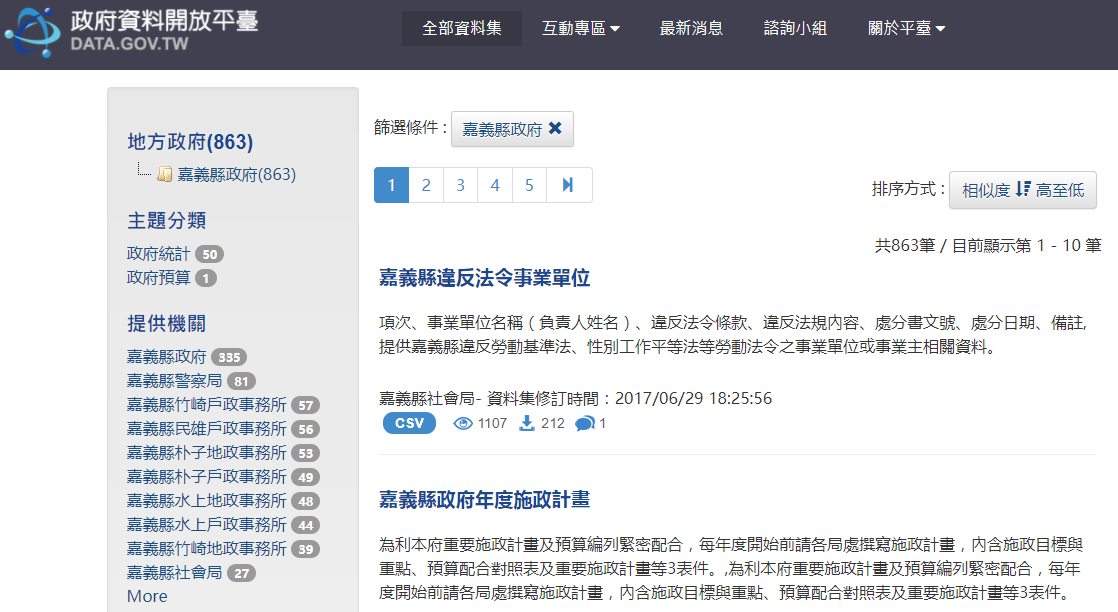 政府資料開放平臺
DATA.GOV.TW
全部資料集 互動專區 最新消息 諮詢小組 關於平臺
地方政府(863)
嘉義縣政府(863)
主題分類
政府統計 50
政府預算 1
提供機關
嘉義縣政府 335
嘉義縣警察局 81
嘉義縣竹崎戶政事務所 57
嘉義縣民雄戶政事務所 56
嘉義縣朴子地政事務所 53
嘉義縣朴子戶政事務所 49
嘉義縣水上地政事務所 48
嘉義縣水上戶政事務所 44
嘉義縣竹崎地政事務所 39
嘉義縣社會局 27
More
篩選條件 : 嘉義縣政府 ✖
1 2 3 4 5
排序方式 : 相似度 高至低
共863筆 / 目前顯示第 1 - 10 筆
嘉義縣違反法令事業單位
項次、事業單位名稱（負責人姓名）、違反法令條款、違反法規內容、處分書文號、處分日期、備註,
提供嘉義縣違反勞動基準法、性別工作平等法等勞動法令之事業單位或事業主相關資料。
嘉義縣社會局- 資料集修訂時間：2017/06/29 18:25:56
CSV 1107 212 1
嘉義縣政府年度施政計畫
為利本府重要施政計畫及預算編列緊密配合，每年度開始前請各局處撰寫施政計畫，內含施政目標與
重點、預算配合對照表及重要施政計畫等3表件。,為利本府重要施政計畫及預算編列緊密配合，每年
度開始前請各局處撰寫施政計畫，內含施政目標與重點、預算配合對照表及重要施政計畫等3表件。